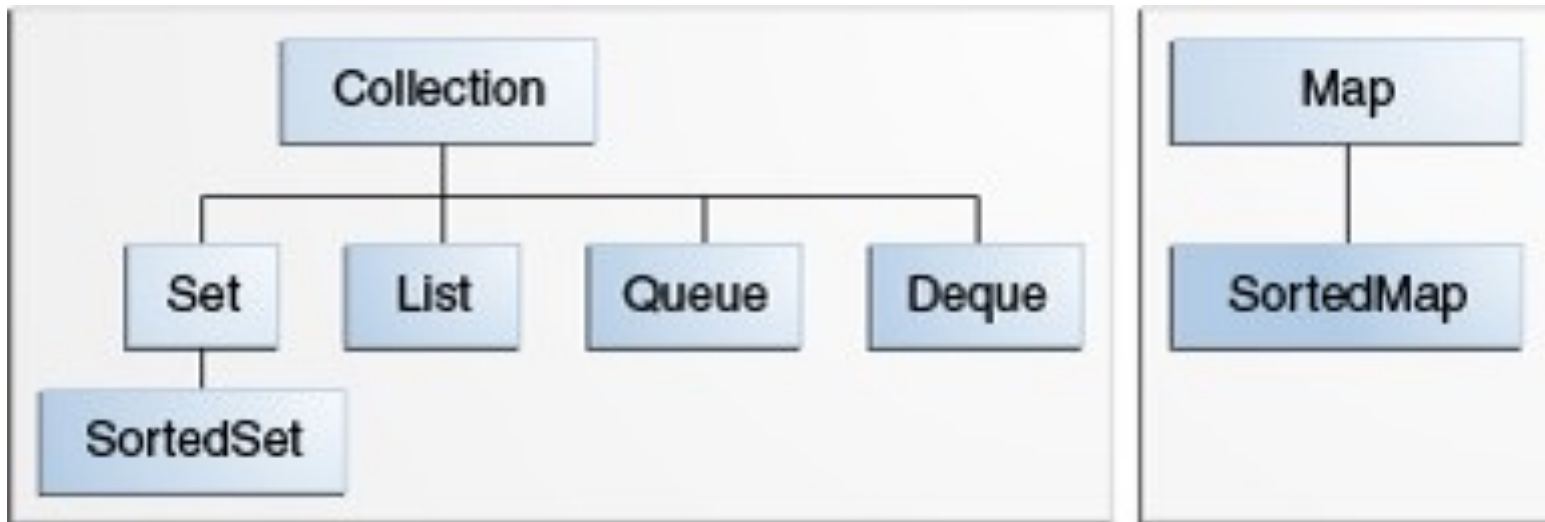 Collection
Map
Set
List
Queue
Deque
SortedMap
SortedSet